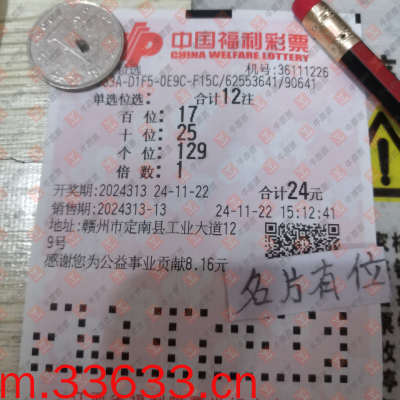 中国福利彩票
CHINA WELFARE LOTTERY
机号:36111226
3A-D1F5-0E9C-F15C/62553641/90641
单选位选: 合计12注
百 位: 17
十 位: 25
个 位: 129
倍 数: 1
开奖期:2024313 24-11-22 合计24元
销售期:2024313-13 24-11-22 15:12:41
地址:赣州市定南县工业大道12
9号
感谢您为公益事业贡献8.16元
名片有位
m.33633.cn